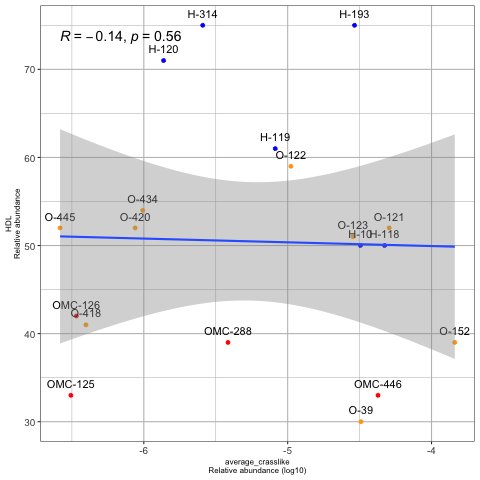 H-314
H-193
R = −0.14, p = 0.56
H-120
70
H-119
O-122
60
O-434
O-445
O-420
O-123
O-121
H-10
H-118
50
OMC-126
O-418
OMC-288
O-152
40
OMC-125
OMC-446
O-39
30
HDL
Relative abundance
-6
-5
-4
average_crasslike
Relative abundance (log10)